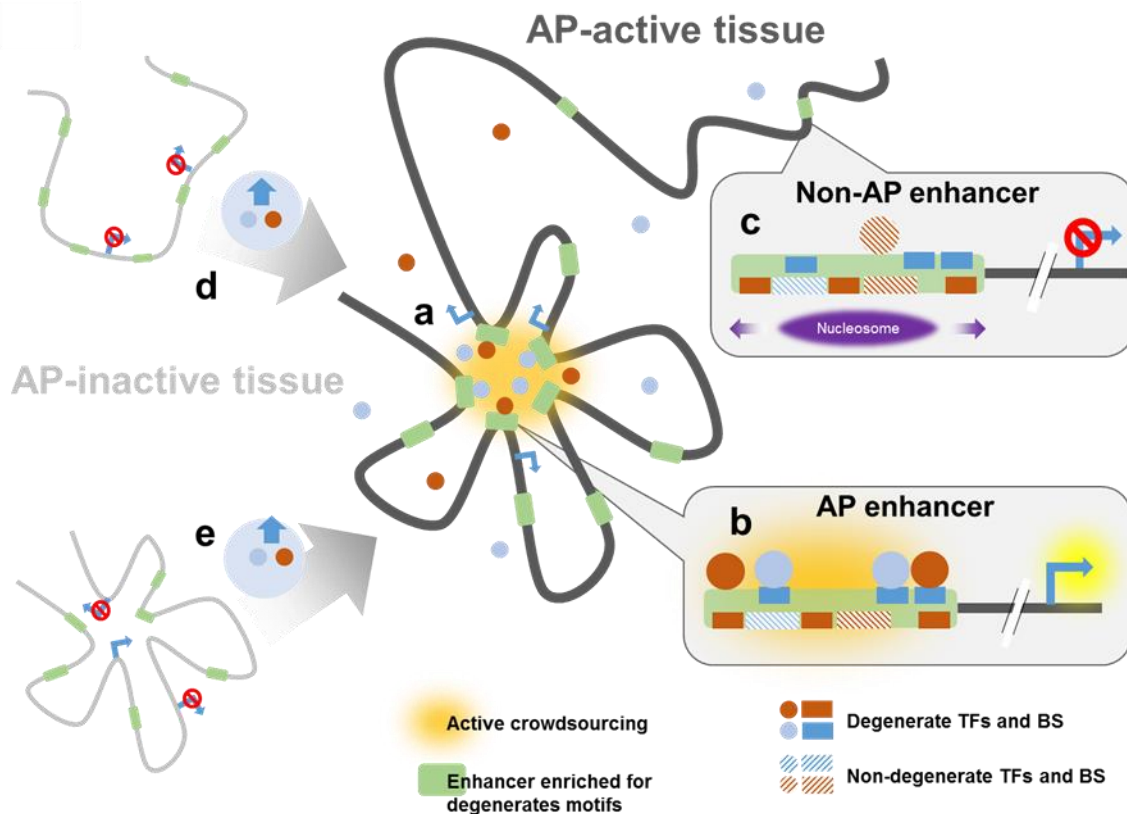 AP-active tissue
Non-AP enhancer
c
Nucleosome
d
a
AP-inactive tissue
e
b
AP enhancer
Active crowdsourcing
Enhancer enriched for
degenerates motifs
Degenerate TFs and BS
Non-degenerate TFs and BS